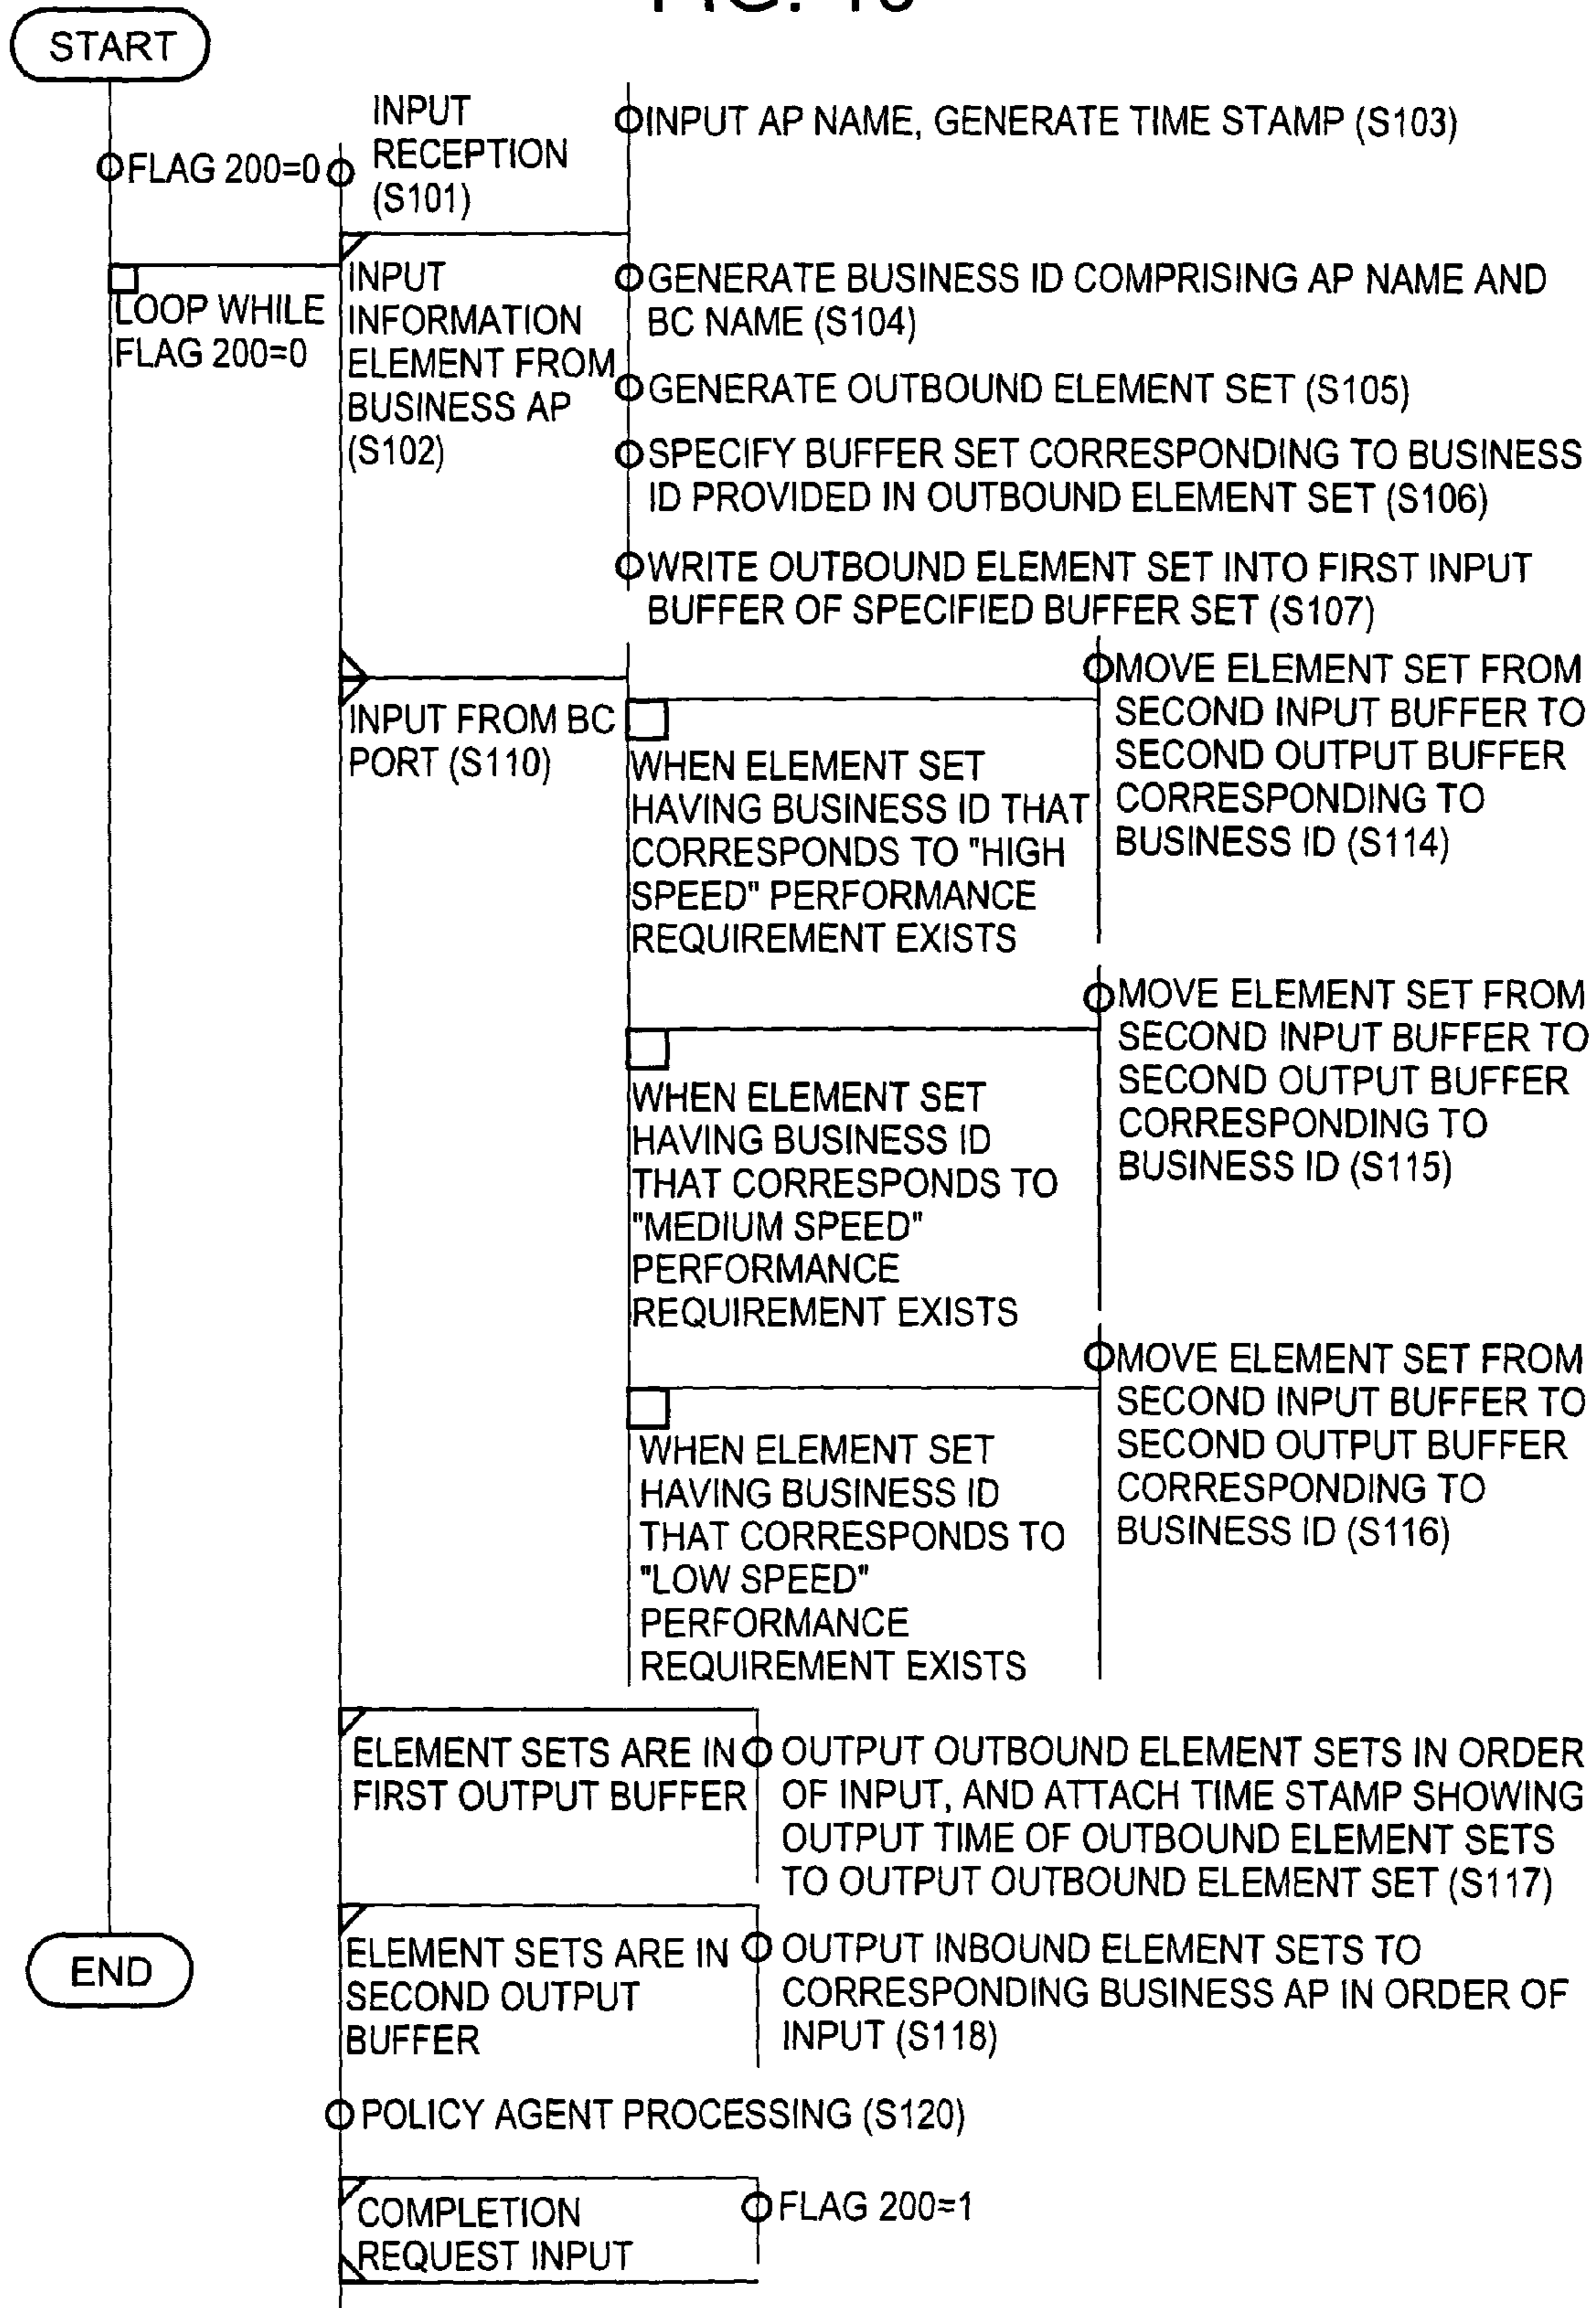 START
FLAG 200=0
LOOP WHILE
FLAG 200=0
INPUT
RECEPTION
(S101)
INPUT
INFORMATION
ELEMENT FROM
BUSINESS AP
(S102)
INPUT AP NAME, GENERATE TIME STAMP (S103)
GENERATE BUSINESS ID COMPRISING AP NAME AND
BC NAME (S104)
GENERATE OUTBOUND ELEMENT SET (S105)
SPECIFY BUFFER SET CORRESPONDING TO BUSINESS
ID PROVIDED IN OUTBOUND ELEMENT SET (S106)
WRITE OUTBOUND ELEMENT SET INTO FIRST INPUT
BUFFER OF SPECIFIED BUFFER SET (S107)
INPUT FROM BC
PORT (S110)
WHEN ELEMENT SET
HAVING BUSINESS ID THAT
CORRESPONDS TO "HIGH
SPEED" PERFORMANCE
REQUIREMENT EXISTS
MOVE ELEMENT SET FROM
SECOND INPUT BUFFER TO
SECOND OUTPUT BUFFER
CORRESPONDING TO
BUSINESS ID (S114)
WHEN ELEMENT SET
HAVING BUSINESS ID
THAT CORRESPONDS TO
"MEDIUM SPEED"
PERFORMANCE
REQUIREMENT EXISTS
MOVE ELEMENT SET FROM
SECOND INPUT BUFFER TO
SECOND OUTPUT BUFFER
CORRESPONDING TO
BUSINESS ID (S115)
WHEN ELEMENT SET
HAVING BUSINESS ID
THAT CORRESPONDS TO
"LOW SPEED"
PERFORMANCE
REQUIREMENT EXISTS
MOVE ELEMENT SET FROM
SECOND INPUT BUFFER TO
SECOND OUTPUT BUFFER
CORRESPONDING TO
BUSINESS ID (S116)
ELEMENT SETS ARE IN
FIRST OUTPUT BUFFER
OUTPUT OUTBOUND ELEMENT SETS IN ORDER
OF INPUT, AND ATTACH TIME STAMP SHOWING
OUTPUT TIME OF OUTBOUND ELEMENT SETS
TO OUTPUT OUTBOUND ELEMENT SET (S117)
END
ELEMENT SETS ARE IN
SECOND OUTPUT
BUFFER
OUTPUT INBOUND ELEMENT SETS TO
CORRESPONDING BUSINESS AP IN ORDER OF
INPUT (S118)
POLICY AGENT PROCESSING (S120)
COMPLETION
REQUEST INPUT
FLAG 200=1